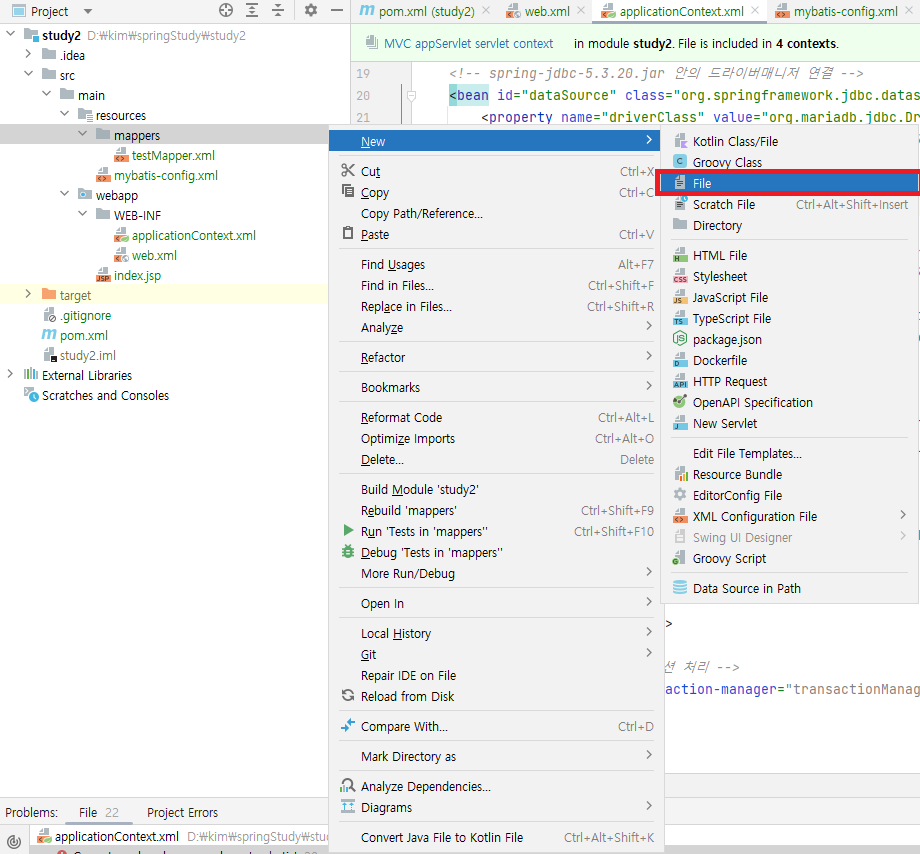 Project
pom.xml (study2)
web.xml
applicationContext.xml
mybatis-config.xml
study2 D:₩kim₩springStudy₩study2
.idea
src
main
resources
mappers
testMapper.xml
mybatis-config.xml
webapp
WEB-INF
applicationContext.xml
web.xml
index.jsp
target
.gitignore
pom.xml
study2.iml
External Libraries
Scratches and Consoles
MVC appServlet servlet context in module study2. File is included in 4 contexts.
19 <!-- spring-jdbc-5.3.20.jar 안의 드라이버매니저 연결 -->
20 <bean id="dataSource" class="org.springframework.jdbc.datas
21 <property name="driverClass" value="org.mariadb.jdbc.Dr
New
Cut Ctrl+X
Copy Ctrl+C
Copy Path/Reference...
Paste Ctrl+V
Find Usages Alt+F7
Find in Files... Ctrl+Shift+F
Replace in Files... Ctrl+Shift+R
Analyze
Refactor
Bookmarks
Reformat Code Ctrl+Alt+L
Optimize Imports Ctrl+Alt+O
Delete... Delete
Build Module 'study2'
Rebuild 'mappers' Ctrl+Shift+F9
Run 'Tests in 'mappers'' Ctrl+Shift+F10
Debug 'Tests in 'mappers''
More Run/Debug
Open In
Local History
Git
Repair IDE on File
Reload from Disk
Compare With... Ctrl+D
Mark Directory as
Analyze Dependencies...
Diagrams
Convert Java File to Kotlin File Ctrl+Alt+Shift+K
Kotlin Class/File
Groovy Class
File
Scratch File Ctrl+Alt+Shift+Insert
Directory
HTML File
Stylesheet
JavaScript File
TypeScript File
package.json
Dockerfile
HTTP Request
OpenAPI Specification
New Servlet
Edit File Templates...
Resource Bundle
EditorConfig File
XML Configuration File
Swing UI Designer
Groovy Script
Data Source in Path
>
션 처리 -->
action-manager="transactionManag
Problems: File 22 Project Errors
applicationContext.xml D:₩kim₩springStudy₩stu